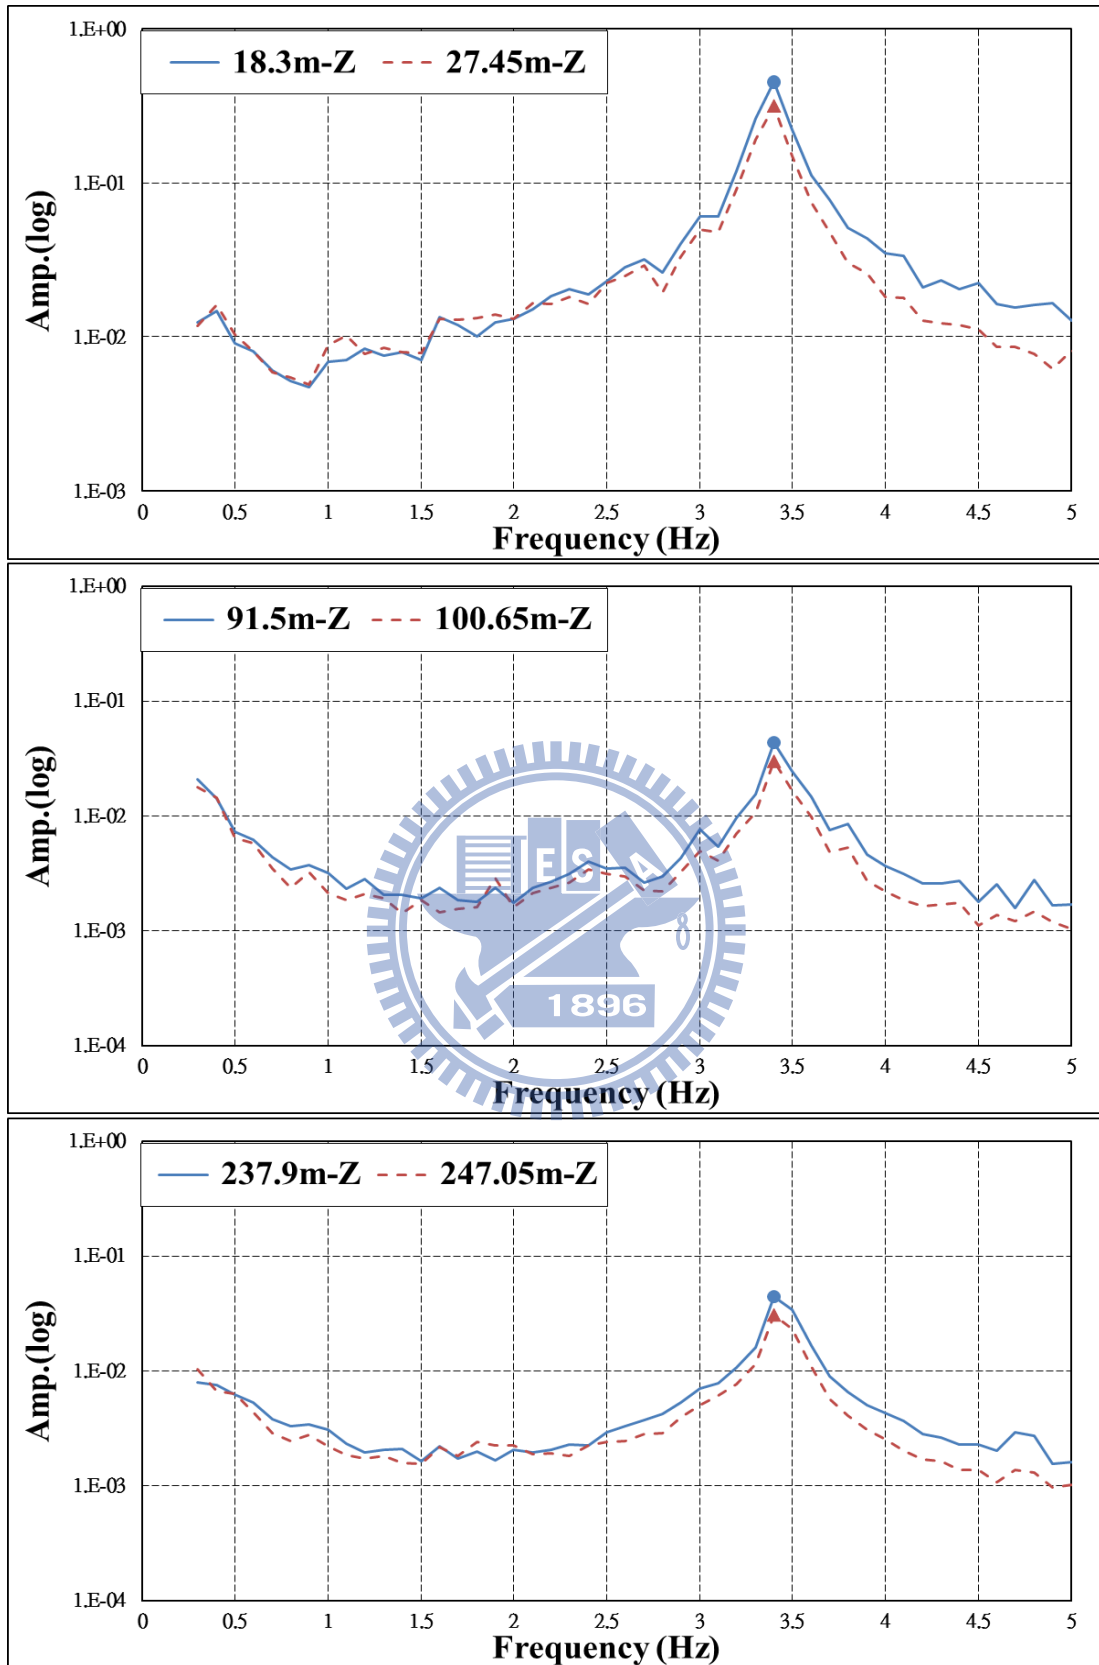 18.3m-Z 27.45m-Z
1.E+00
1.E-01
1.E-02
1.E-03
Amp.(log)
0 0.5 1 1.5 2 2.5 3 3.5 4 4.5 5
Frequency (Hz)
91.5m-Z 100.65m-Z
1.E+00
1.E-01
1.E-02
1.E-03
1.E-04
Amp.(log)
ESA
1896
0 0.5 1 1.5 2 2.5 3 3.5 4 4.5 5
Frequency (Hz)
237.9m-Z 247.05m-Z
1.E+00
1.E-01
1.E-02
1.E-03
1.E-04
Amp.(log)
0 0.5 1 1.5 2 2.5 3 3.5 4 4.5 5
Frequency (Hz)